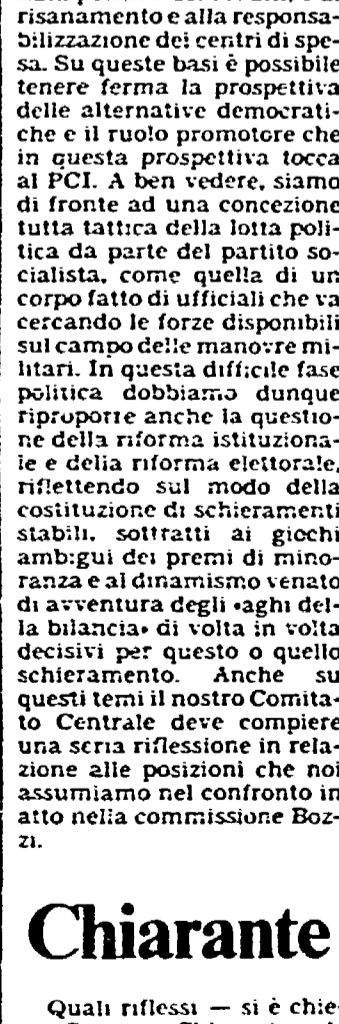 risanamento e alla responsa-
bilizzazione dei centri di spe-
sa. Su queste basi è possibile
tenere ferma la prospettiva
delle alternative democrati-
che e il ruolo promotore che
in questa prospettiva tocca
al PCI. A ben vedere, siamo
di fronte ad una concezione
tutta tattica della lotta poli-
tica da parte del partito so-
cialista, come quella di un
corpo fatto di ufficiali che va
cercando le forze disponibili
sul campo delle manovre mi-
litari. In questa difficile fase
politica dobbiamo dunque
riproporre anche la questio-
ne della riforma istituziona-
le e della riforma elettorale,
riflettendo sul modo della
costituzione di schieramenti
stabili, sottratti ai giochi
ambigui dei premi di mino-
ranza e al dinamismo venato
di avventura degli «aghi del-
la bilancia» di volta in volta
decisivi per questo o quello
schieramento. Anche su
questi temi il nostro Comita-
to Centrale deve compiere
una seria riflessione in rela-
zione alle posizioni che noi
assumiamo nel confronto in
atto nella commissione Boz-
zi.
Chiarante
Quali riflessi — si è chie-